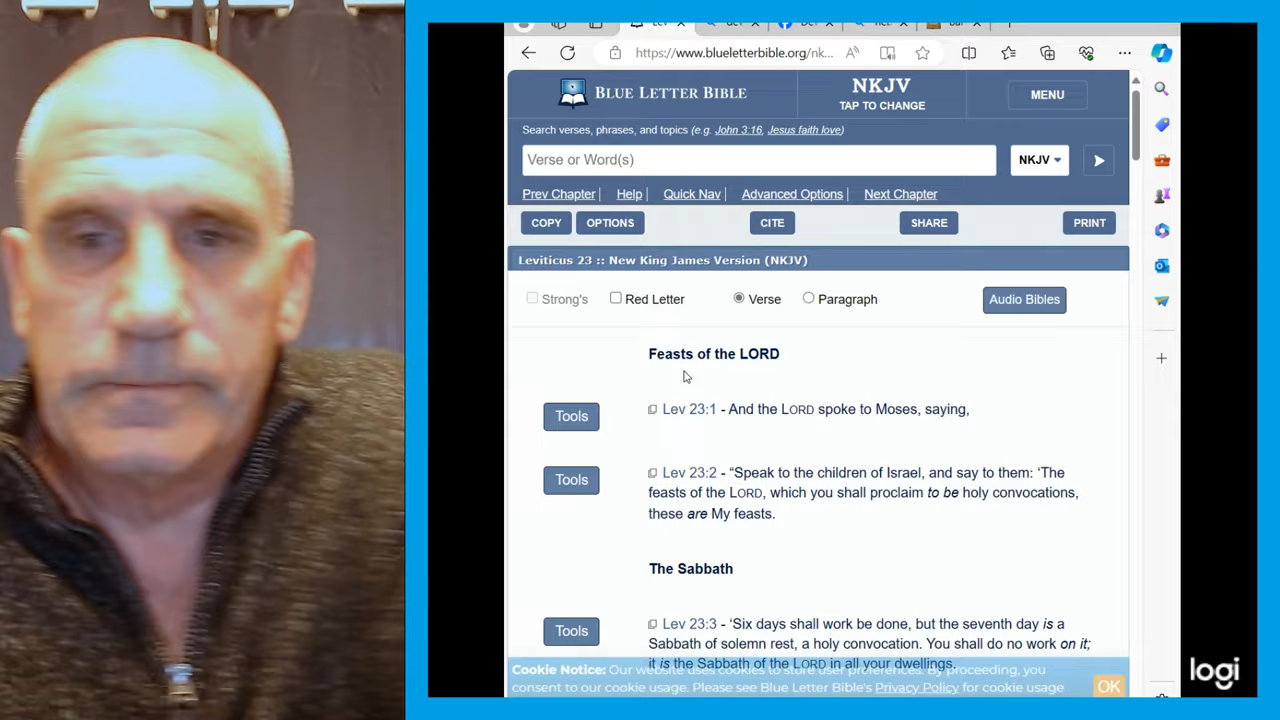 https://www.blueletterbible.org/nk...
BLUE LETTER BIBLE
NKJV
TAP TO CHANGE
MENU
Search verses, phrases, and topics (e.g. John 3:16, Jesus faith love)
Verse or Word(s)
NKJV
Prev Chapter | Help | Quick Nav | Advanced Options | Next Chapter
COPY OPTIONS CITE SHARE PRINT
Leviticus 23 :: New King James Version (NKJV)
Strong's Red Letter Verse Paragraph Audio Bibles
Feasts of the LORD
Tools Lev 23:1 - And the LORD spoke to Moses, saying,
Tools Lev 23:2 - “Speak to the children of Israel, and say to them: ‘The
feasts of the LORD, which you shall proclaim to be holy convocations,
these are My feasts.
The Sabbath
Tools Lev 23:3 - ‘Six days shall work be done, but the seventh day is a
Sabbath of solemn rest, a holy convocation. You shall do no work on it;
it is the Sabbath of the LORD in all your dwellings.
Cookie Notice: Our website uses cookies to store user preferences. By proceeding, you
consent to our cookie usage. Please see Blue Letter Bible's Privacy Policy for cookie usage
OK
logi